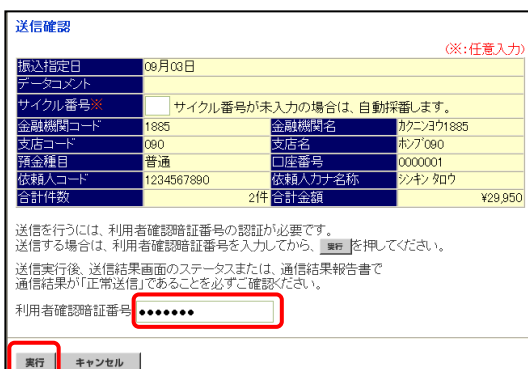 送信確認
(※:任意入力)
振込指定日 09月03日
データコメント
サイクル番号※ サイクル番号が未入力の場合は、自動採番します。
金融機関コード 1885 金融機関名 カクニンヨウ1885
支店コード 090 支店名 ホンブ090
預金種目 普通 口座番号 0000001
依頼人コード 1234567890 依頼人カナ名称 シンキン タロウ
合計件数 2件 合計金額 ¥29,950
送信を行うには、利用者確認暗証番号の認証が必要です。
送信する場合は、利用者確認暗証番号を入力してから、 実行 を押してください。
送信実行後、送信結果画面のステータスまたは、通信結果報告書で
通信結果が「正常送信」であることを必ずご確認ください。
利用者確認暗証番号 ●●●●●●●
実行 キャンセル